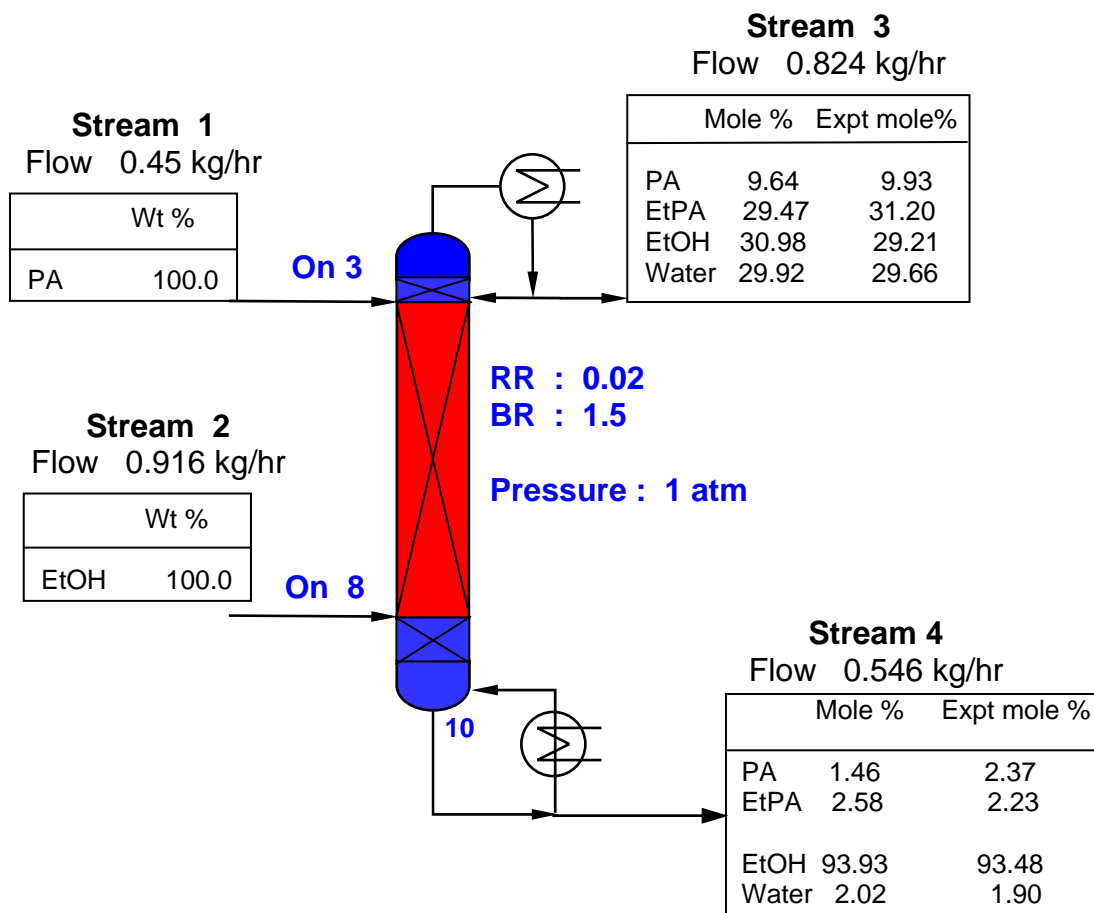 Stream 3
Flow 0.824 kg/hr
Mole % Expt mole%
PA 9.64 9.93
EtPA 29.47 31.20
EtOH 30.98 29.21
Water 29.92 29.66
Stream 1
Flow 0.45 kg/hr
Wt %
PA 100.0
On 3
RR : 0.02
BR : 1.5
Pressure : 1 atm
Stream 2
Flow 0.916 kg/hr
Wt %
EtOH 100.0
On 8
10
Stream 4
Flow 0.546 kg/hr
Mole % Expt mole %
PA 1.46 2.37
EtPA 2.58 2.23
EtOH 93.93 93.48
Water 2.02 1.90